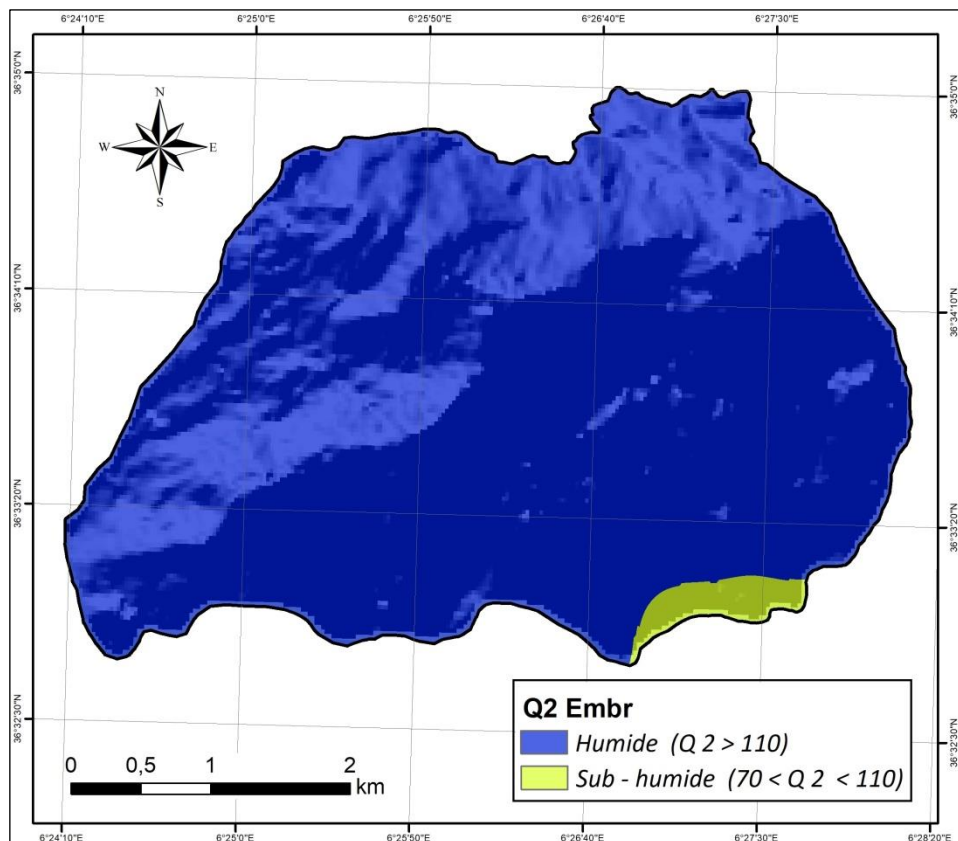 6°24'10"E 6°25'0"E 6°25'50"E 6°26'40"E 6°27'30"E
36°35'0"N 36°35'0"N
N
W E
S
36°34'10"N 36°34'10"N
36°33'20"N 36°33'20"N
36°32'30"N 36°32'30"N
Q2 Embr
Humide (Q 2 > 110)
Sub - humide (70 < Q 2 < 110)
0 0,5 1 2
km
6°24'10"E 6°25'0"E 6°25'50"E 6°26'40"E 6°27'30"E 6°28'20"E